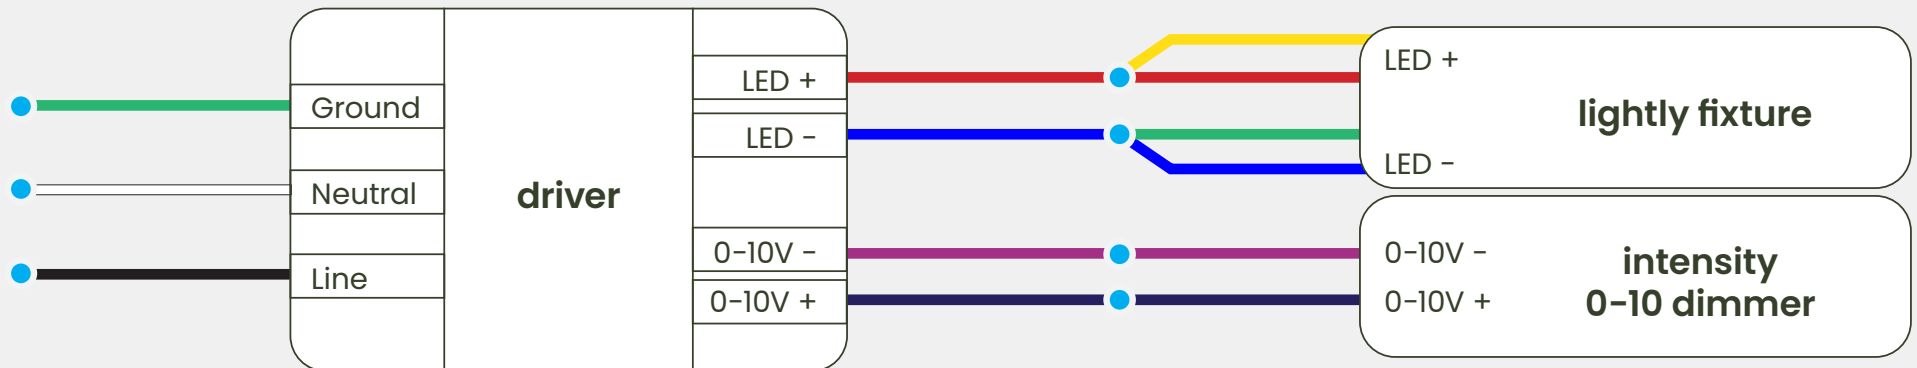 Ground
Neutral
Line
driver
LED +
LED -
0-10V -
0-10V +
LED +
LED -
lightly fixture
0-10V -
0-10V +
intensity
0-10 dimmer